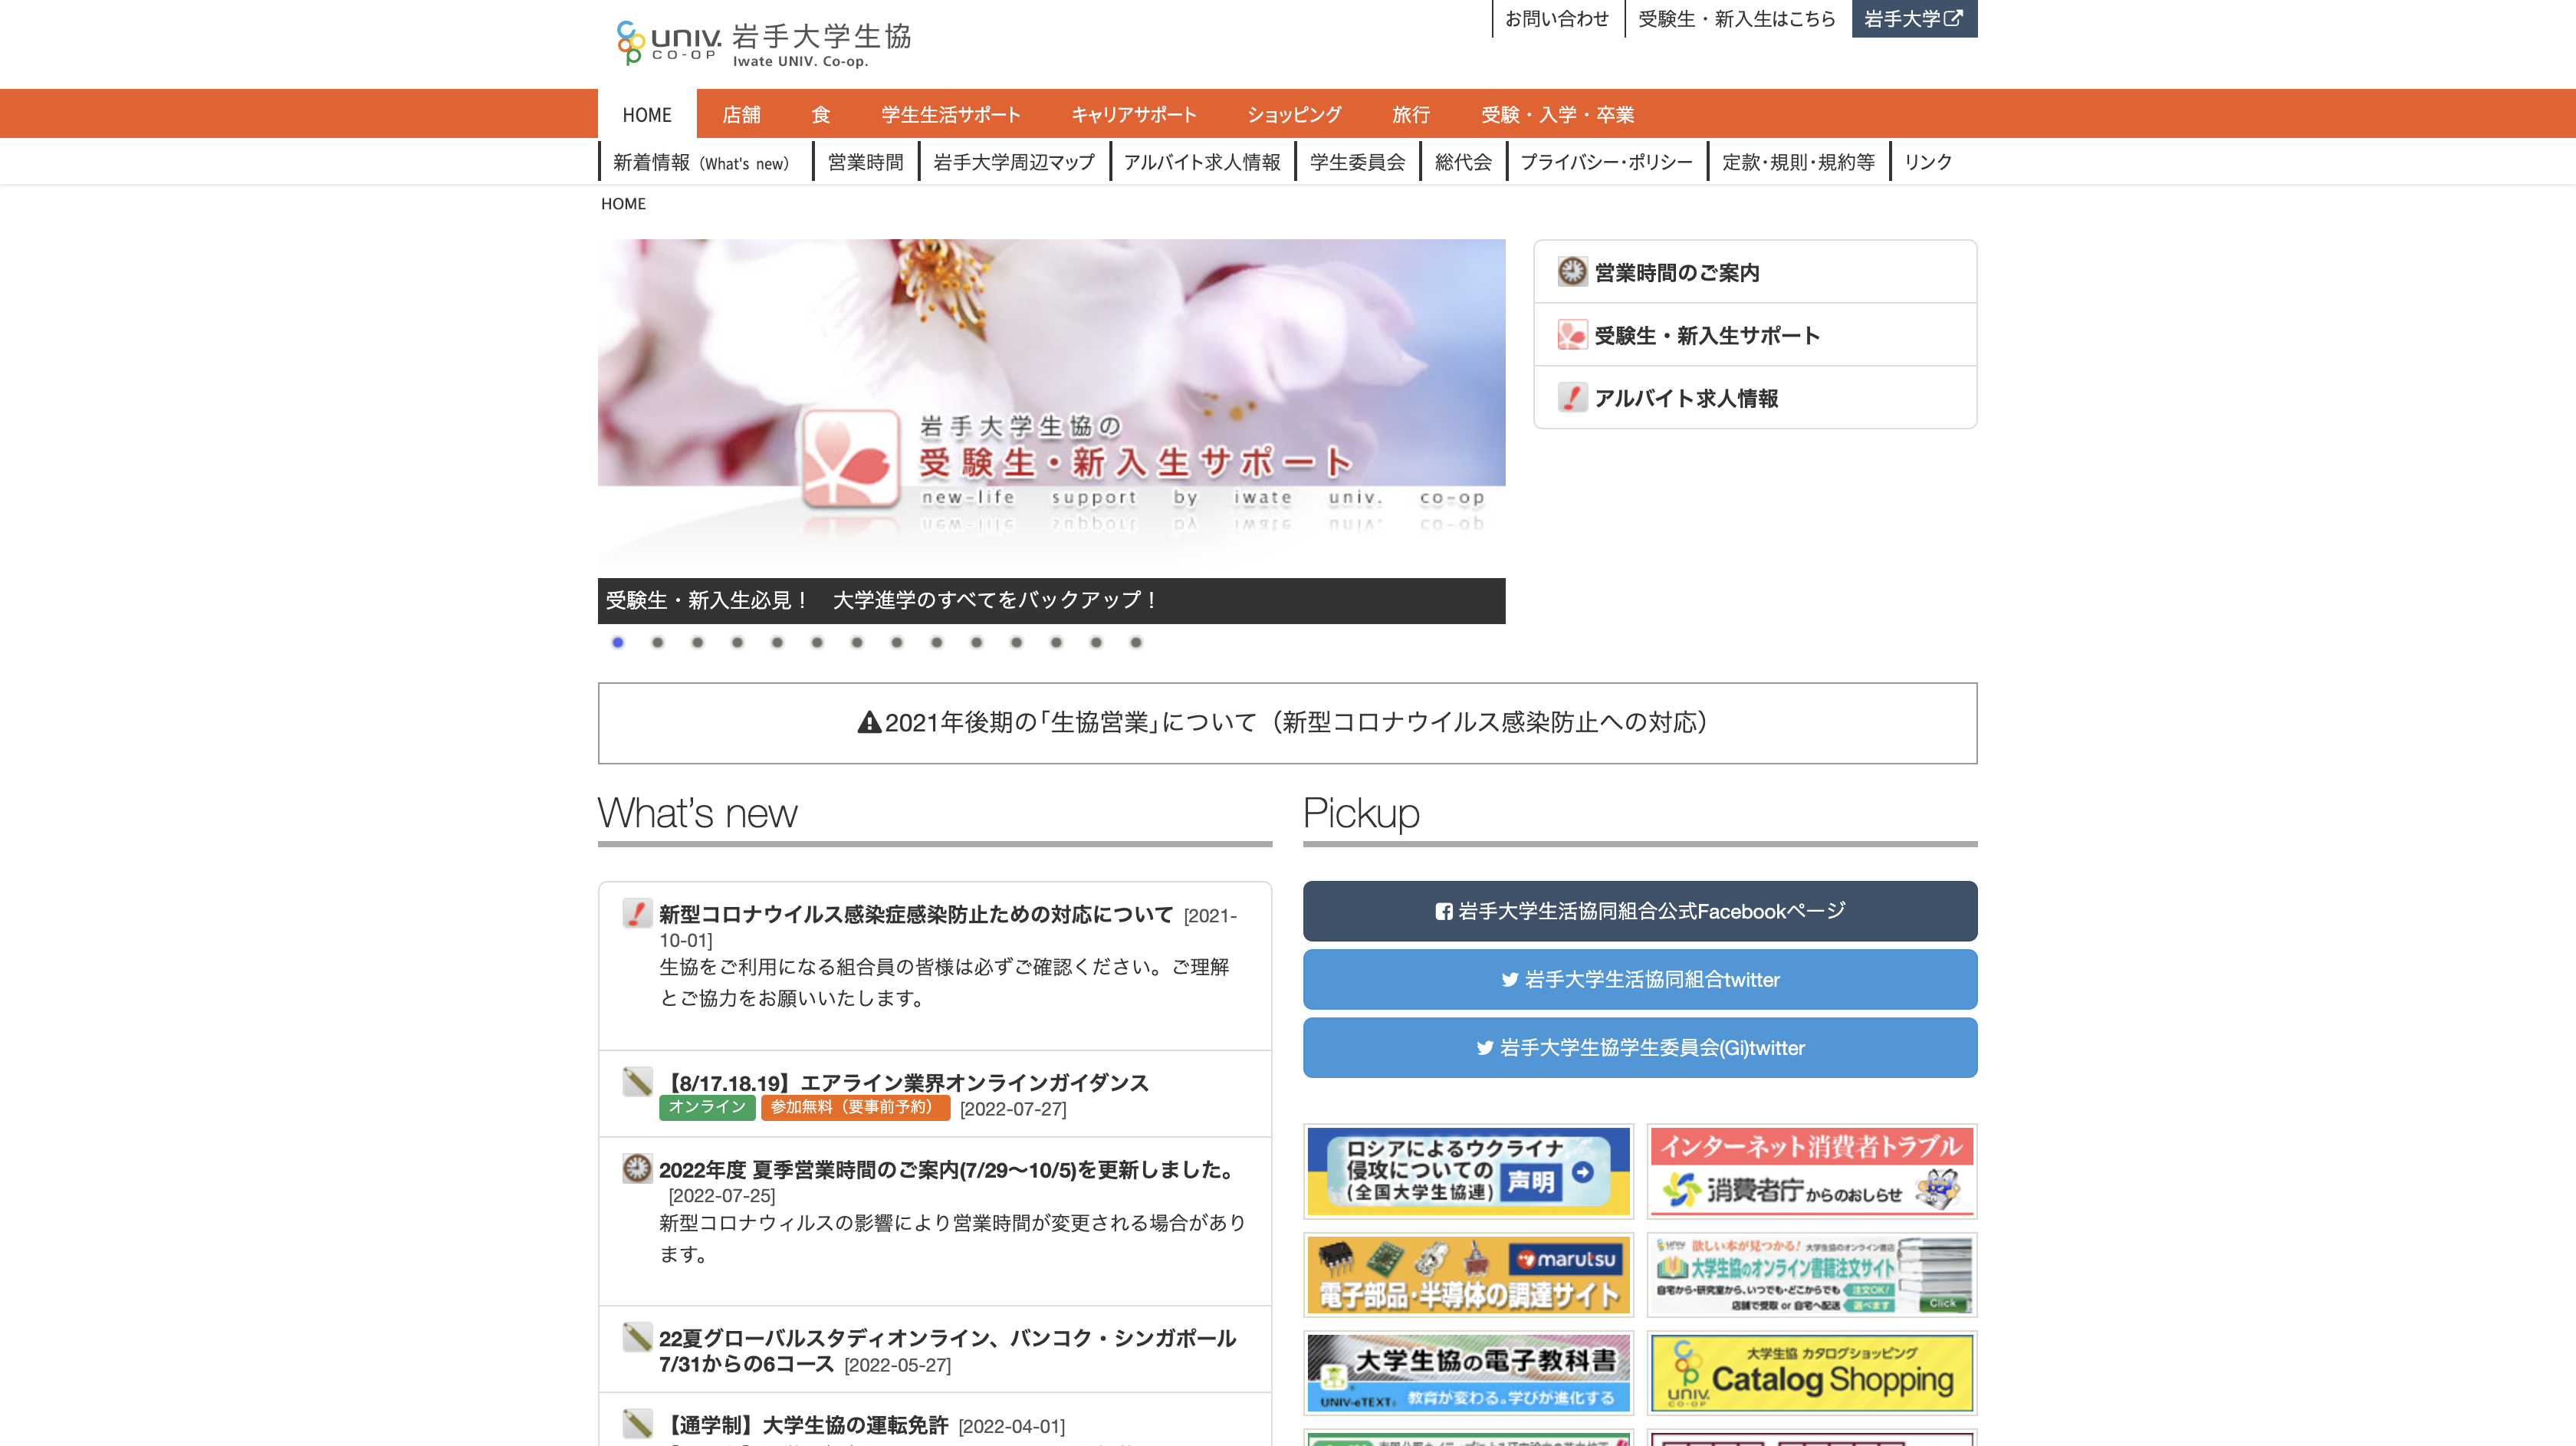 univ. CO-OP 岩手大学生協
Iwate UNIV. Co-op.
お問い合わせ 受験生・新入生はこちら 岩手大学
HOME 店舗 食 学生生活サポート キャリアサポート ショッピング 旅行 受験・入学・卒業
新着情報（What's new） 営業時間 岩手大学周辺マップ アルバイト求人情報 学生委員会 総代会 プライバシー・ポリシー 定款・規則・規約等 リンク
HOME
岩手大学生協の
受験生・新入生サポート
new-life support by iwate univ. co-op
受験生・新入生必見！　大学進学のすべてをバックアップ！
営業時間のご案内
受験生・新入生サポート
アルバイト求人情報
2021年後期の「生協営業」について（新型コロナウイルス感染防止への対応）
What's new
新型コロナウイルス感染症感染防止ための対応について [2021-
10-01]
生協をご利用になる組合員の皆様は必ずご確認ください。ご理解
とご協力をお願いいたします。
【8/17.18.19】エアライン業界オンラインガイダンス
オンライン 参加無料（要事前予約） [2022-07-27]
2022年度 夏季営業時間のご案内(7/29～10/5)を更新しました。
[2022-07-25]
新型コロナウィルスの影響により営業時間が変更される場合があり
ます。
22夏グローバルスタディオンライン、バンコク・シンガポール
7/31からの6コース [2022-05-27]
【通学制】大学生協の運転免許 [2022-04-01]
Pickup
岩手大学生活協同組合公式Facebookページ
岩手大学生活協同組合twitter
岩手大学生協学生委員会(Gi)twitter
ロシアによるウクライナ
侵攻についての
(全国大学生協連) 声明
インターネット消費者トラブル
消費者庁からのおしらせ
marutsu
電子部品・半導体の調達サイト
univ 欲しい本が見つかる！ 大学生協のオンライン書店
大学生協のオンライン書籍注文サイト
自宅から・研究室から、いつでも・どこからでも 注文OK!
店舗で受取 or 自宅へ配送 選べます Click
大学生協の電子教科書
UNIV-eTEXT 教育が変わる。学びが進化する
大学生協 カタログショッピング
univ. CO-OP Catalog Shopping